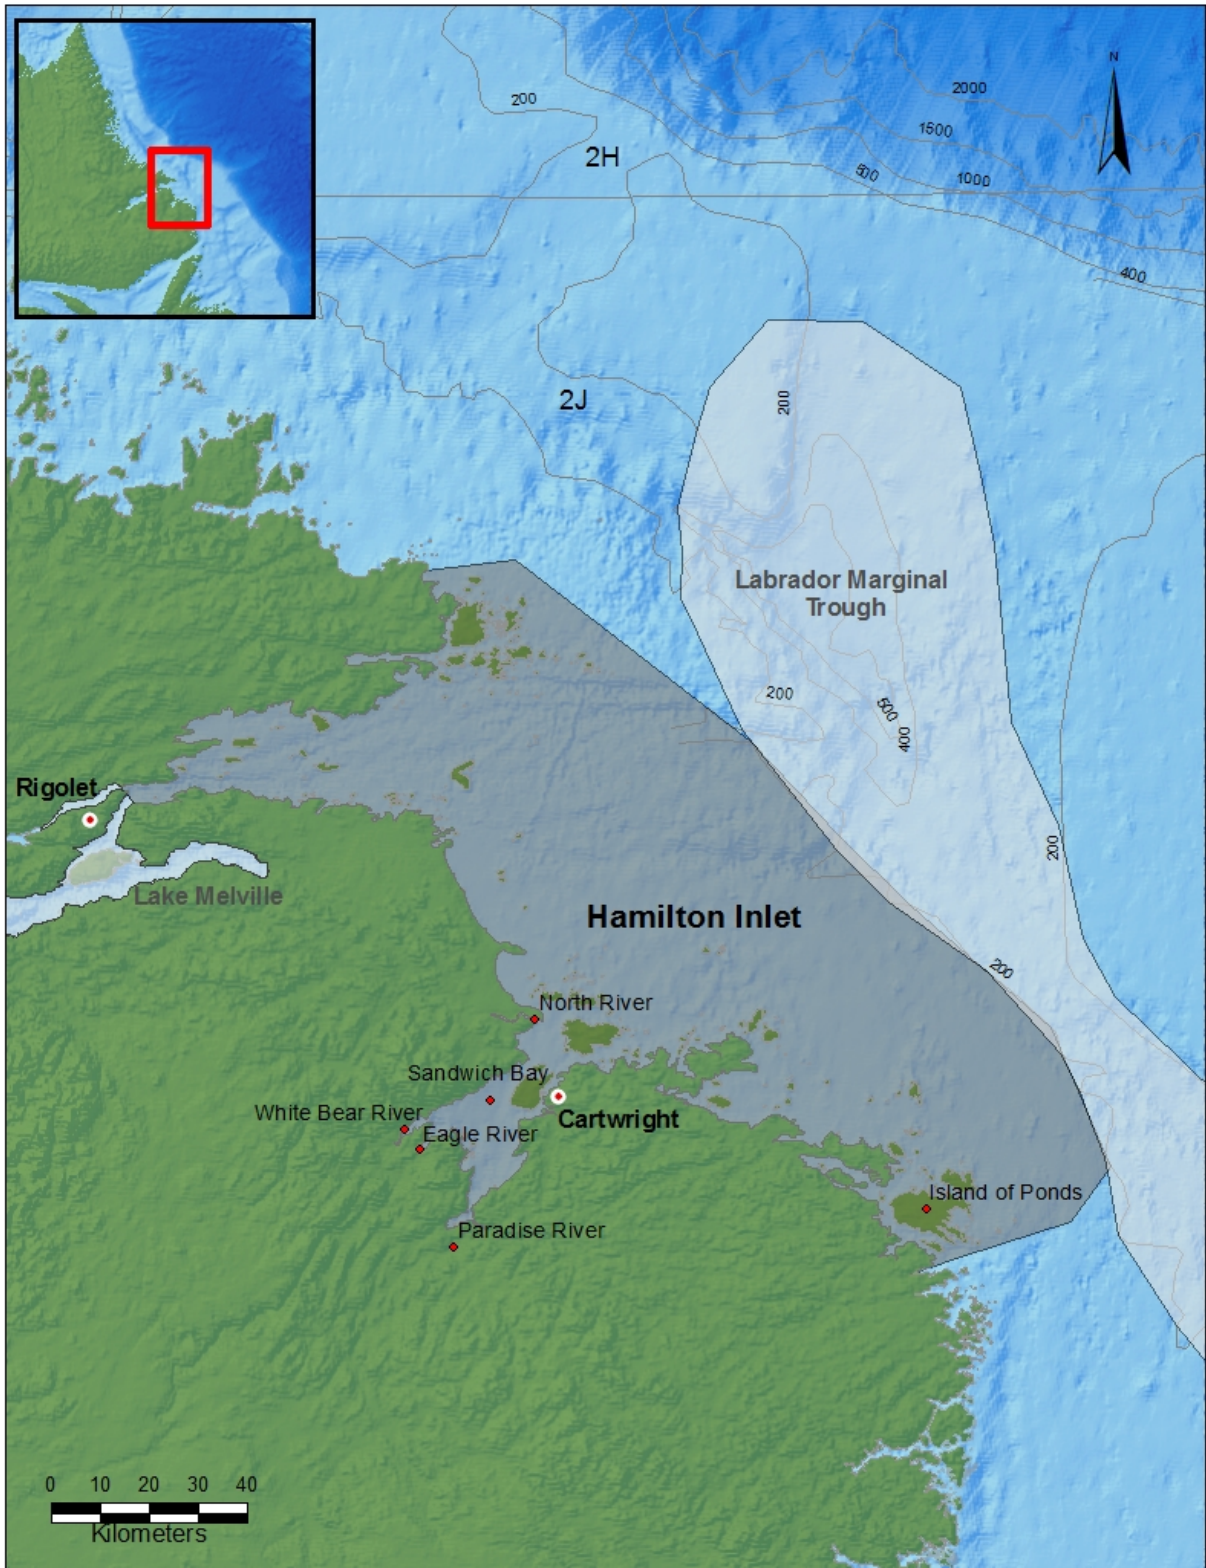 N
2000
200
1500
2H
500
1000
400
2J
200
Labrador Marginal
Trough
200
500
400
Rigolet
200
Lake Melville
Hamilton Inlet
200
North River
Sandwich Bay
White Bear River
Cartwright
Eagle River
Island of Ponds
Paradise River
0 10 20 30 40
Kilometers